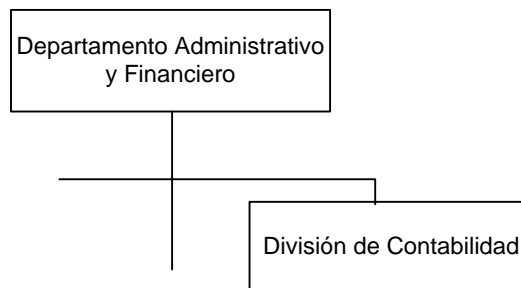 Departamento Administrativo
y Financiero
División de Contabilidad